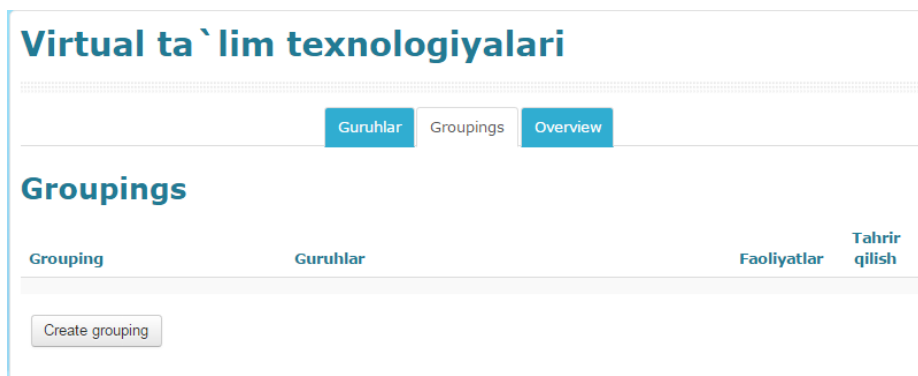 Virtual ta`lim texnologiyalari
Guruhlar Groupings Overview
Groupings
Grouping Guruhlar Faoliyatlar Tahrir
qilish
Create grouping